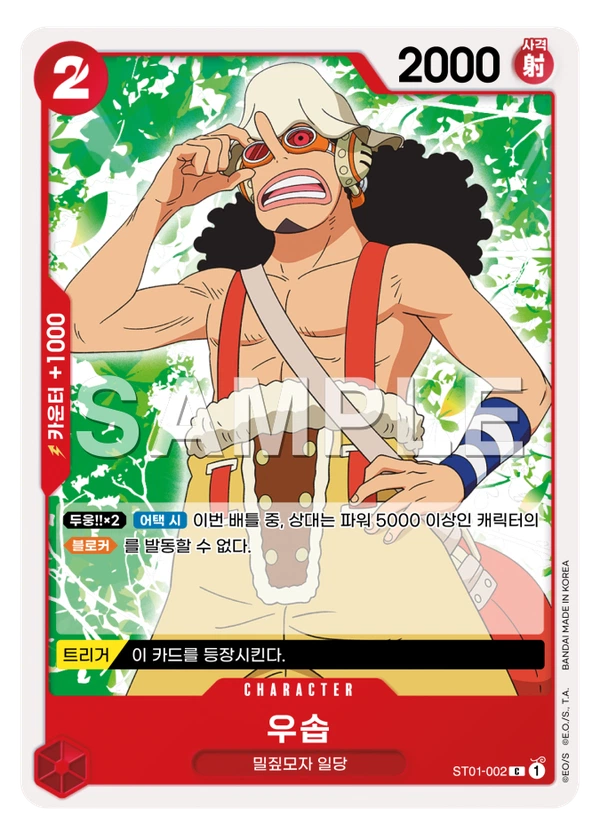 2
2000
사격
射
카운터 +1000
SAMPLE
두웅!!×2 어택 시 이번 배틀 중, 상대는 파워 5000 이상인 캐릭터의
블로커 를 발동할 수 없다.
트리거 이 카드를 등장시킨다.
CHARACTER
우솝
밀짚모자 일당
ST01-002 C 1
©EO/S ©E.O./S., T.A. BANDAI MADE IN KOREA